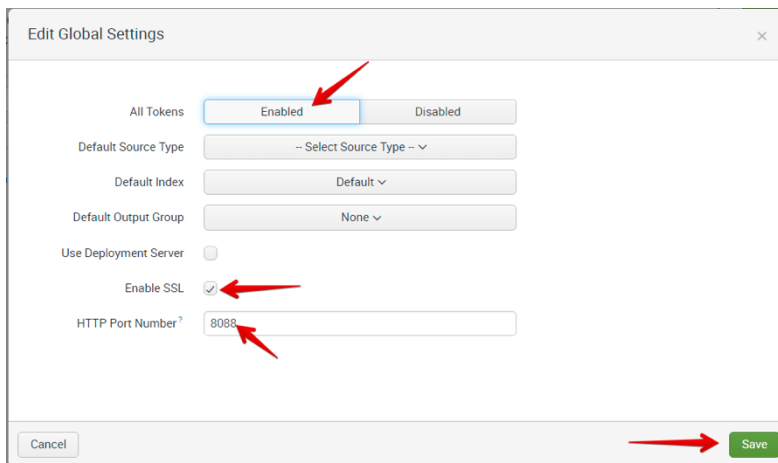 Edit Global Settings
All Tokens Enabled Disabled
Default Source Type -- Select Source Type --
Default Index Default
Default Output Group None
Use Deployment Server
Enable SSL
HTTP Port Number? 8088
Cancel Save